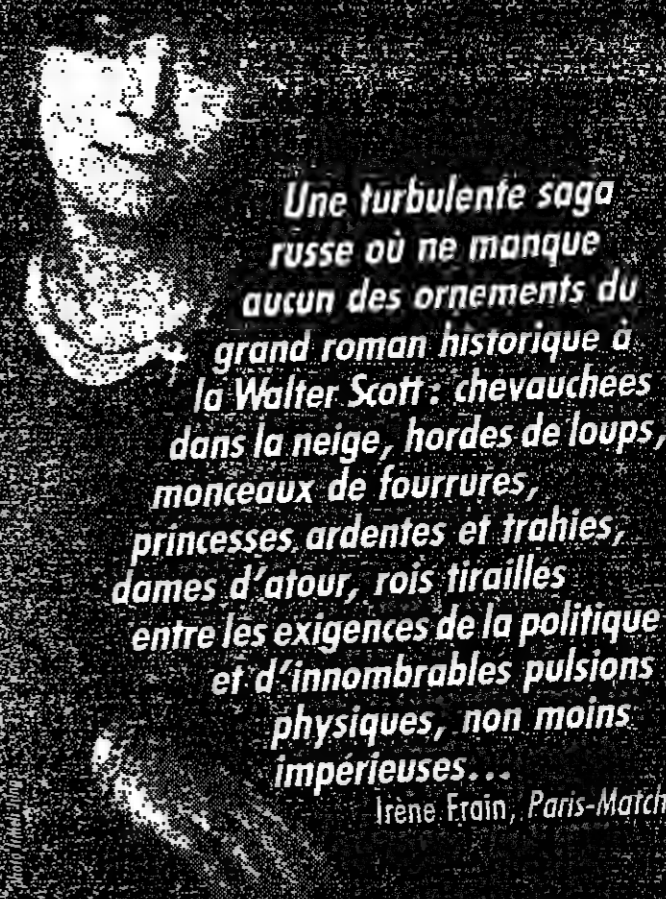 Une turbulente saga
russe où ne manque
aucun des ornements du
grand roman historique à
la Walter Scott : chevauchées
dans la neige, hordes de loups,
monceaux de fourrures,
princesses ardentes et trahies,
dames d'atour, rois tiraillés
entre les exigences de la politique
et d'innombrables pulsions
physiques, non moins
impérieuses...
Irène Frain, Paris-Match